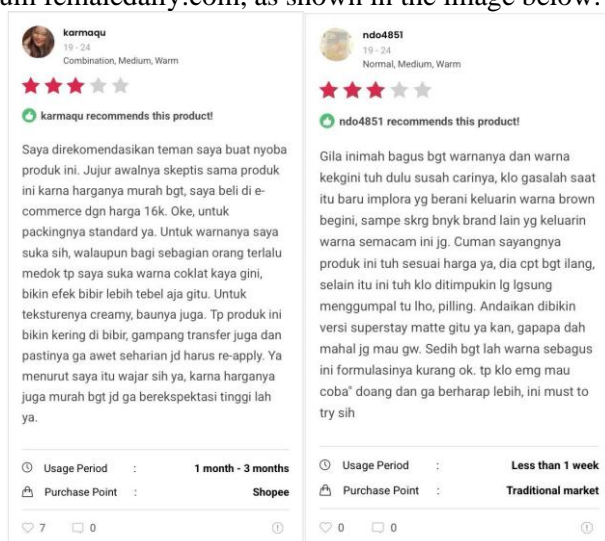 um femaledaily.com, as shown in the image below.
karmaqu
19 - 24
Combination, Medium, Warm
karmaqu recommends this product!
Saya direkomendasikan teman saya buat nyoba
produk ini. Jujur awalnya skeptis sama produk
ini karna harganya murah bgt, saya beli di e-
commerce dgn harga 16k. Oke, untuk
packingnya standard ya. Untuk warnanya saya
suka sih, walaupun bagi sebagian orang terlalu
medok tp saya suka warna coklat kaya gini,
bikin efek bibir lebih tebel aja gitu. Untuk
teksturenya creamy, baunya juga. Tp produk ini
bikin kering di bibir, gampang transfer juga dan
pastinya ga awet seharian jd harus re-apply. Ya
menurut saya itu wajar sih ya, karna harganya
juga murah bgt jd ga berekspektasi tinggi lah
ya.
Usage Period : 1 month - 3 months
Purchase Point : Shopee
7 0
ndo4851
19 - 24
Normal, Medium, Warm
ndo4851 recommends this product!
Gila inimah bagus bgt warnanya dan warna
kekgini tuh dulu susah carinya, klo gasalah saat
itu baru implora yg berani keluarin warna brown
begini, sampe skrg bnyk brand lain yg keluarin
warna semacam ini jg. Cuman sayangnya
produk ini tuh sesuai harga ya, dia cpt bgt ilang,
selain itu ini tuh klo ditimpukin lg lgsung
menggumpal tu lho, pilling. Andaikan dibikin
versi superstay matte gitu ya kan, gapapa dah
mahal jg mau gw. Sedih bgt lah warna sebagus
ini formulasinya kurang ok. tp klo emg mau
coba" doang dan ga berharap lebih, ini must to
try sih
Usage Period : Less than 1 week
Purchase Point : Traditional market
0 0